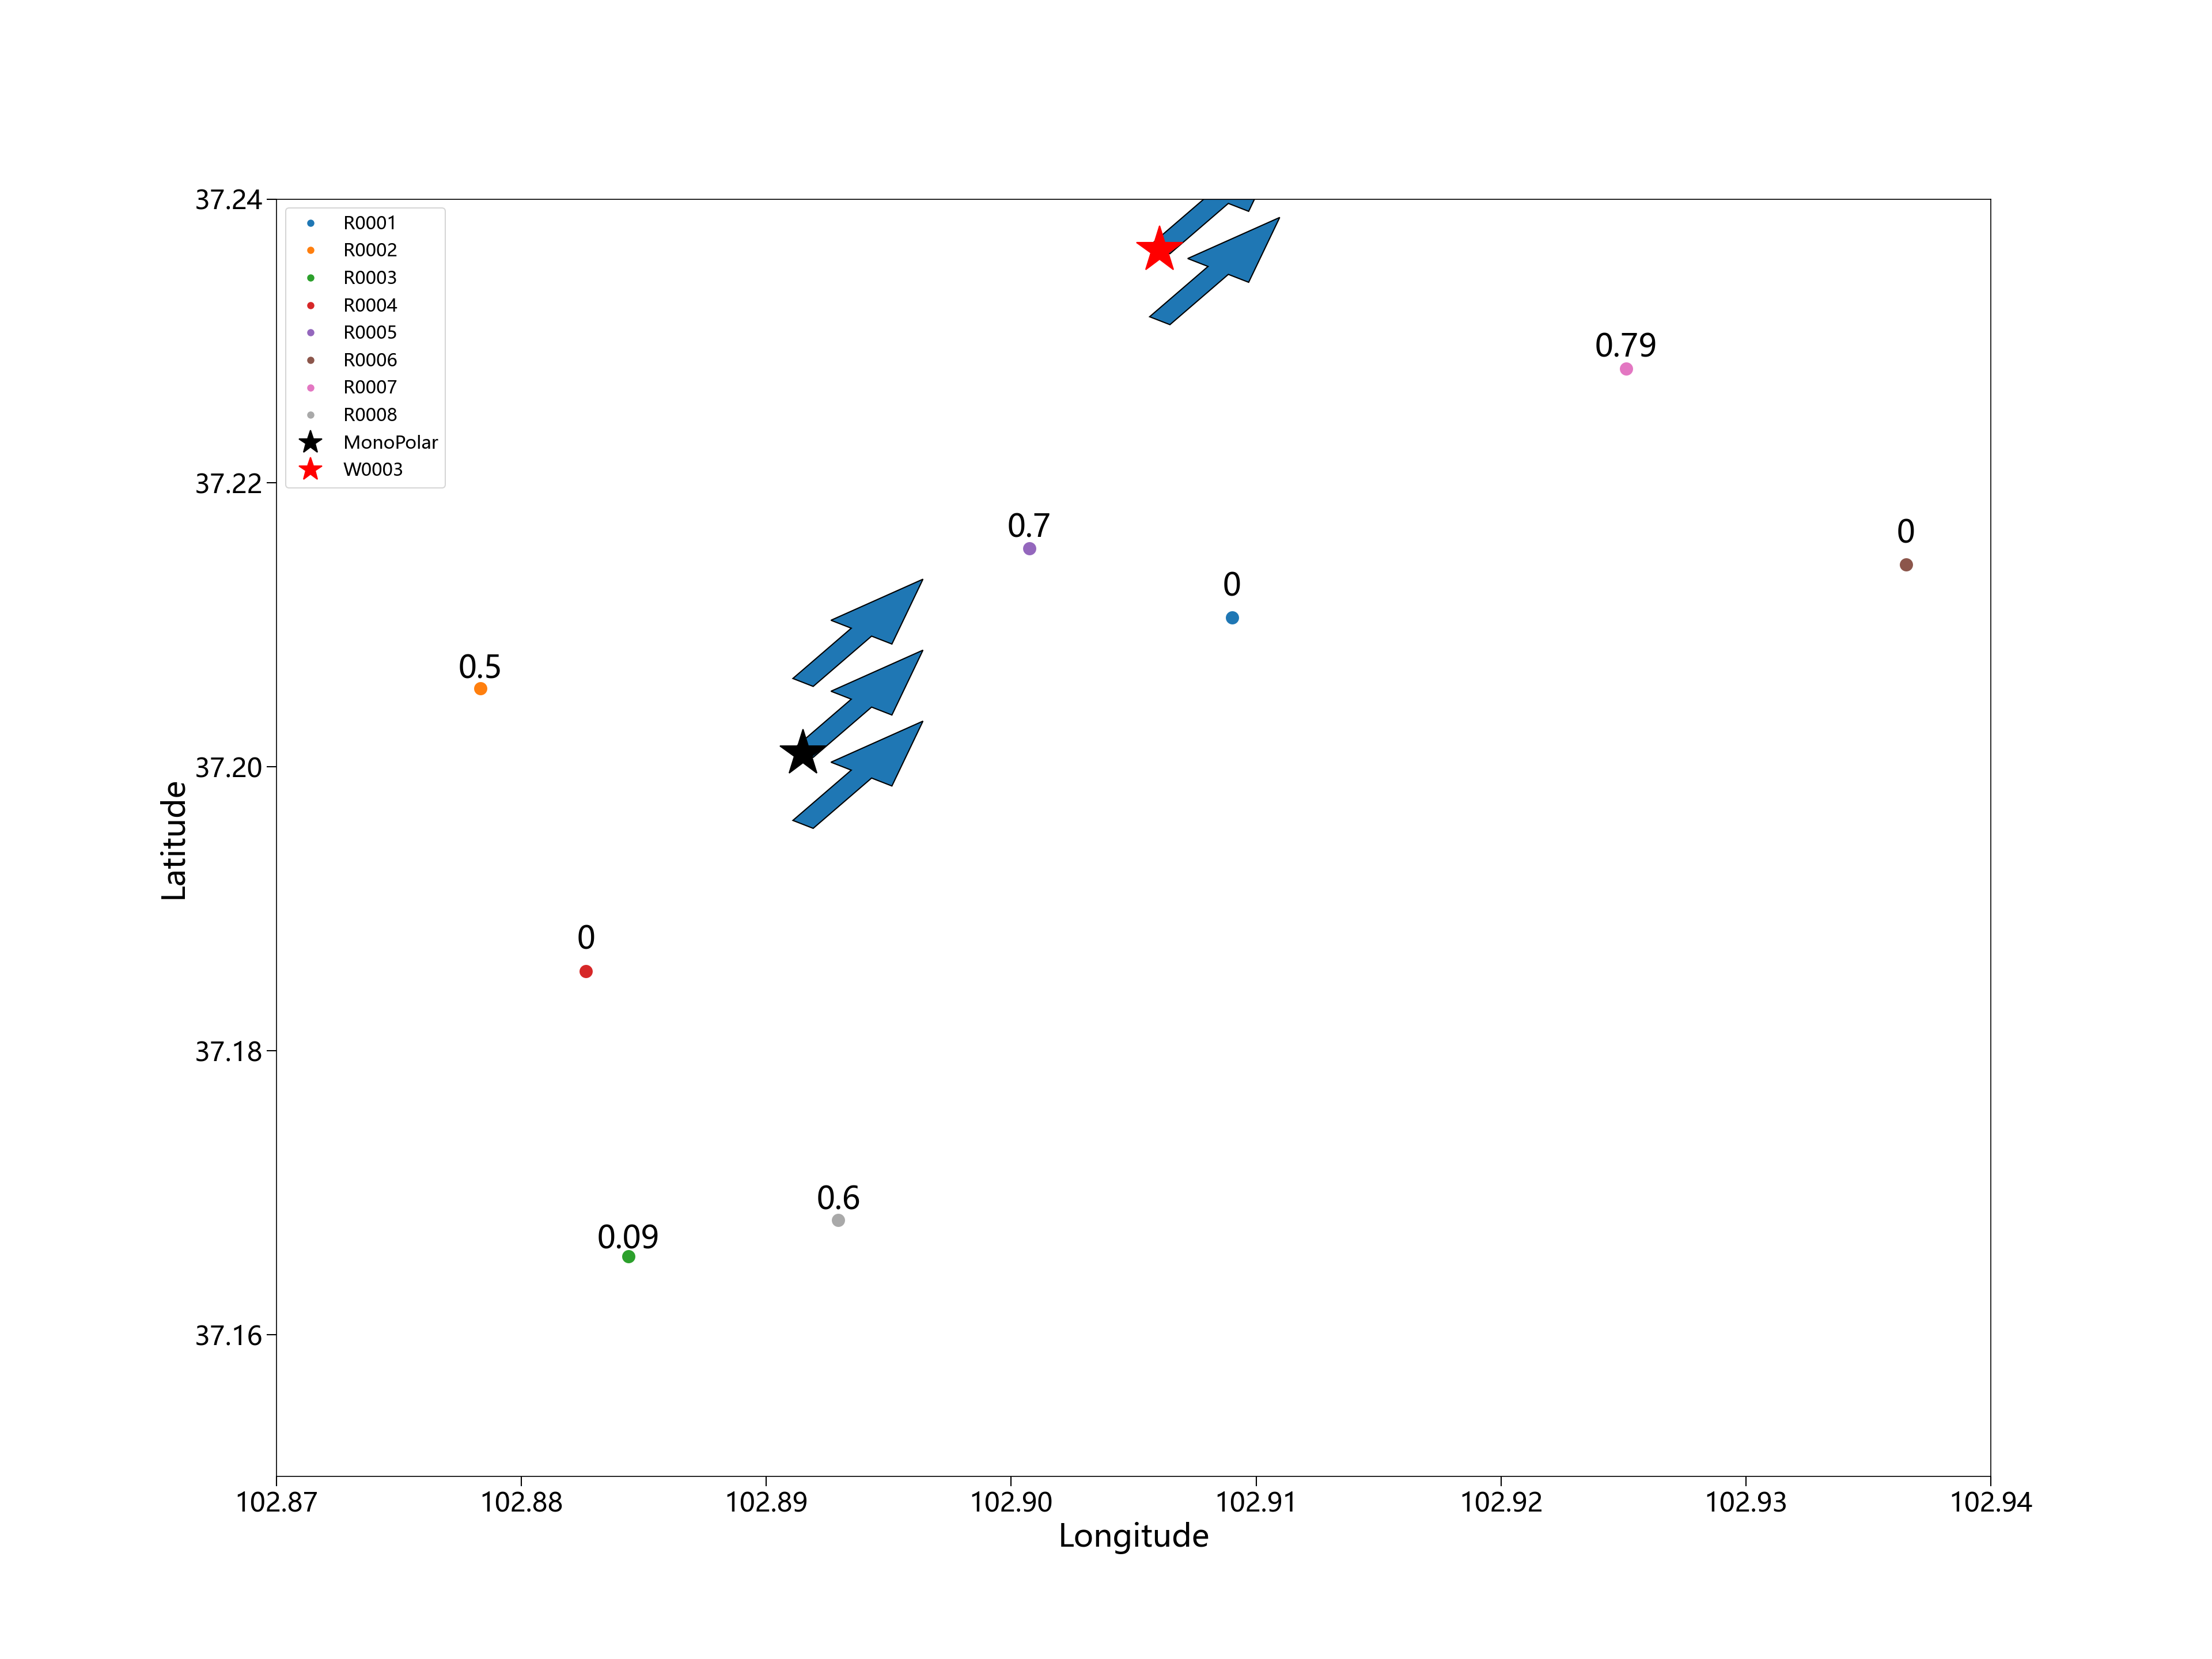 37.24
37.22
37.20
37.18
37.16
Latitude
R0001
R0002
R0003
R0004
R0005
R0006
R0007
R0008
MonoPolar
W0003
0.79
0.7
0
0
0.5
0
0.6
0.09
102.87 102.88 102.89 102.90 102.91 102.92 102.93 102.94
Longitude